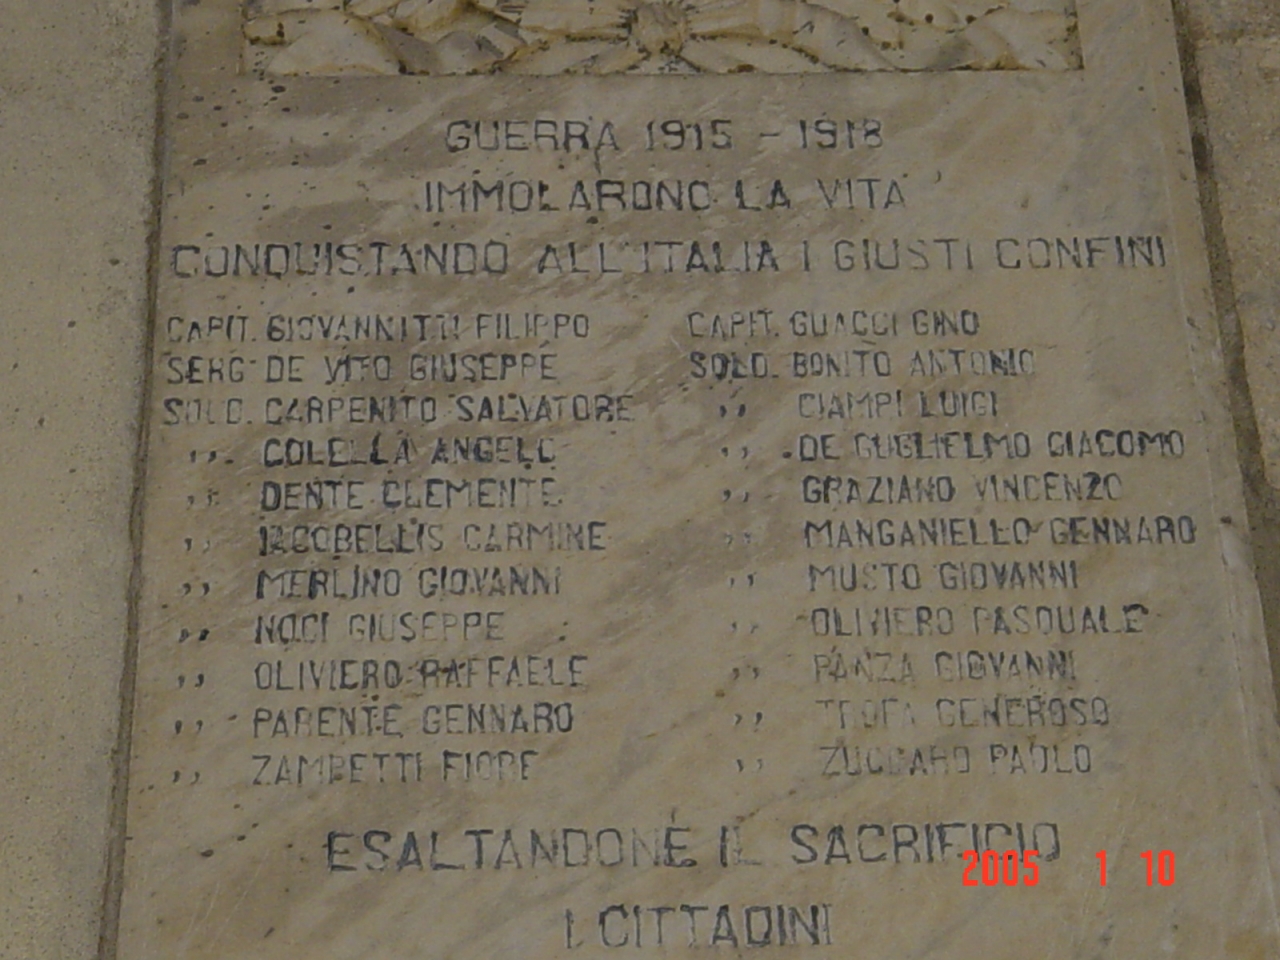 GUERRA 1915 - 1918
IMMOLARONO LA VITA
CONQUISTANDO ALL'ITALIA I GIUSTI CONFINI
CAPIT. GIOVANNITTI FILIPPO
SERG. DE VITO GIUSEPPE
SOLD. CARPENITO SALVATORE
,, COLELLA ANGELO
,, DENTE CLEMENTE
,, IACOBELLIS CARMINE
,, MERLINO GIOVANNI
,, NOCI GIUSEPPE
,, OLIVIERO RAFFAELE
,, PARENTE GENNARO
,, ZAMBETTI FIORE
CAPIT. GUACCI GINO
SOLD. BONITO ANTONIO
,, CIAMPI LUIGI
,, DE GUGLIELMO GIACOMO
,, GRAZIANO VINCENZO
,, MANGANIELLO GENNARO
,, MUSTO GIOVANNI
,, OLIVIERO PASQUALE
,, PANZA GIOVANNI
,, TROFA GENEROSO
,, ZUCCARO PAOLO
ESALTANDONE IL SACRIFICIO
I CITTADINI
2005 1 10